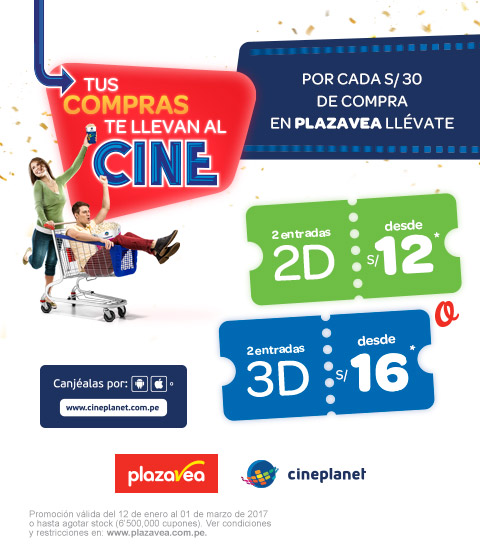 TUS
COMPRAS
TE LLEVAN AL
CINE
POR CADA S/ 30
DE COMPRA
EN PLAZAVEA LLÉVATE
2 entradas
2D
desde
S/ 12*
o
2 entradas
3D
desde
S/ 16*
Canjéalas por: o
www.cineplanet.com.pe
plazavea
cineplanet
Promoción válida del 12 de enero al 01 de marzo de 2017
o hasta agotar stock (6'500,000 cupones). Ver condiciones
y restricciones en: www.plazavea.com.pe.